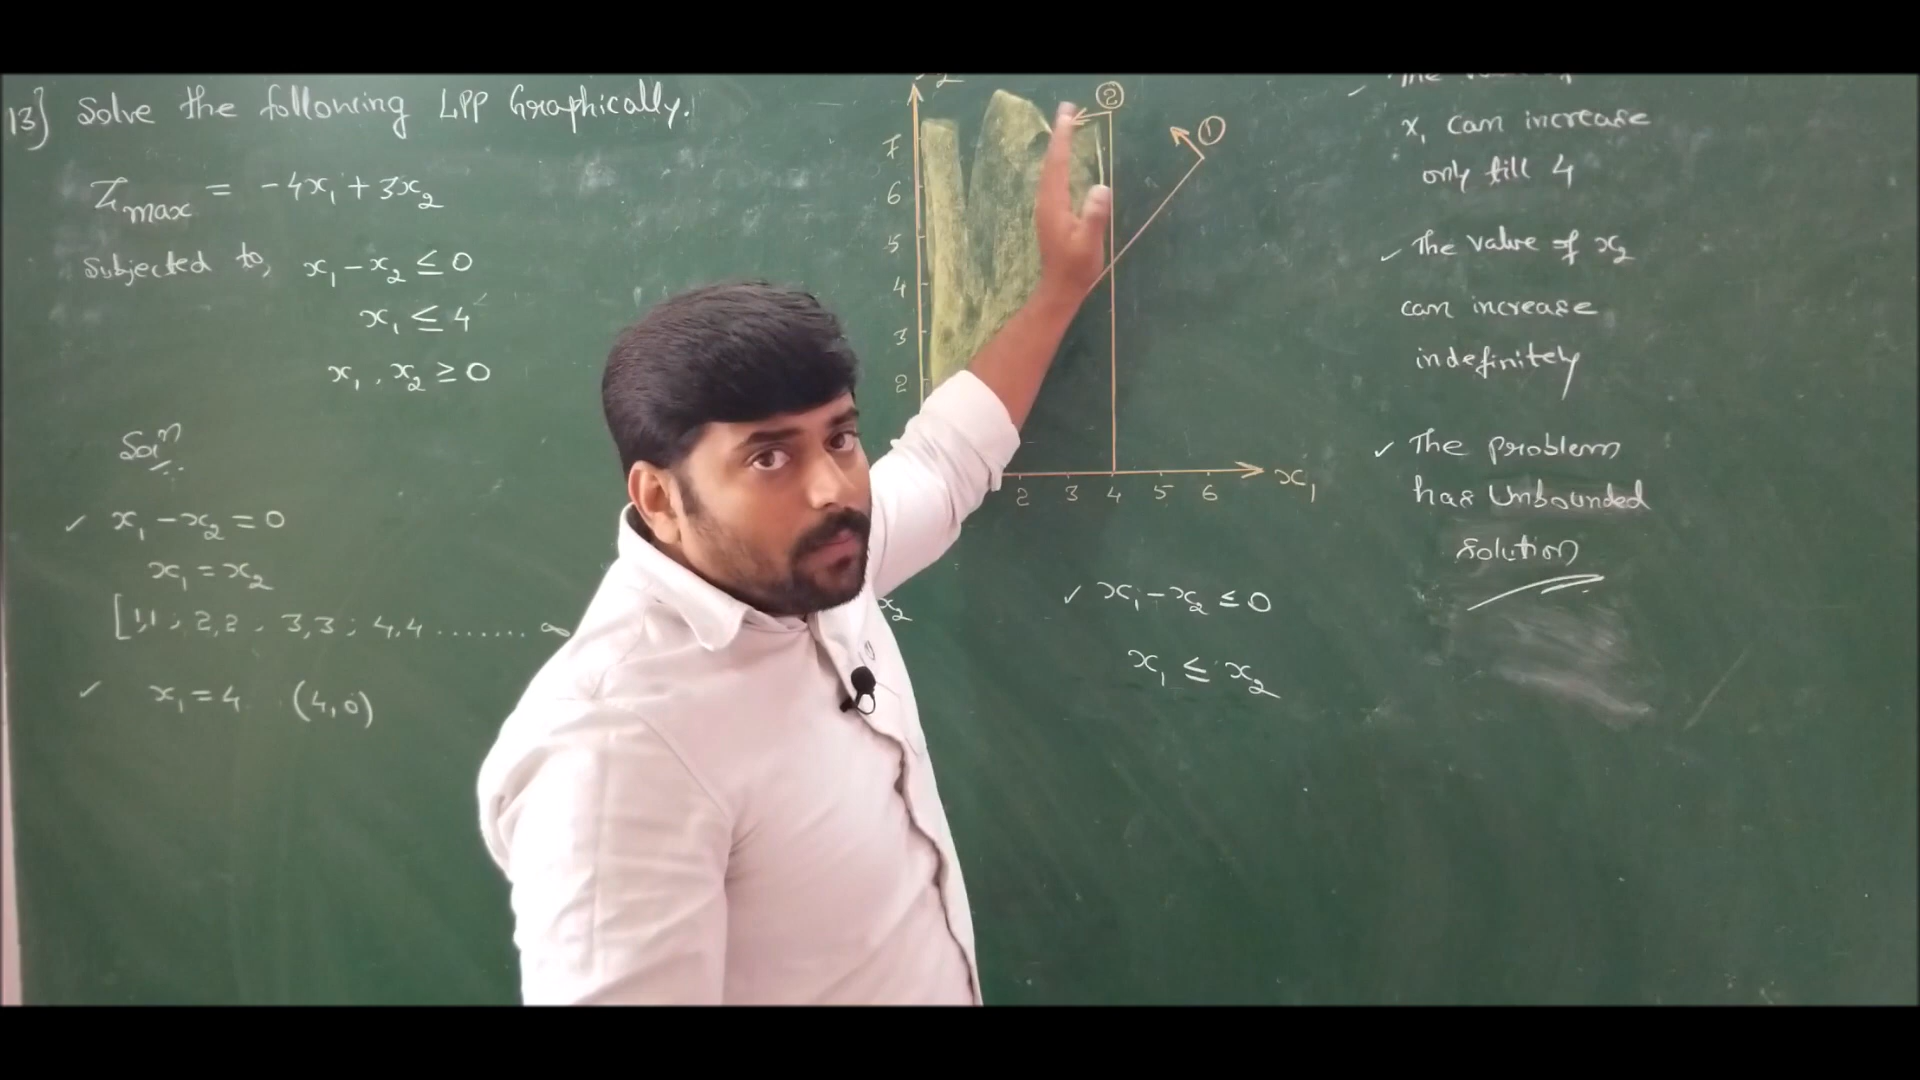 13] Solve the following LPP Graphically.
Zmax = -4x₁ + 3x₂
Subjected to, x₁ - x₂ ≤ 0
x₁ ≤ 4
x₁, x₂ ≥ 0
Solⁿ
✓ x₁ - x₂ = 0
x₁ = x₂
[1,1 ; 2,2 ; 3,3 ; 4,4 ....... ∞
✓ x₁ = 4 (4,0)
② ①
7
6
5
4
3
2
2 3 4 5 6 x₁
x₂
✓ x₁ - x₂ ≤ 0
x₁ ≤ x₂
The
x₁ can increase
only till 4
✓ The value of x₂
can increase
indefinitely
✓ The problem
has Unbounded
solution